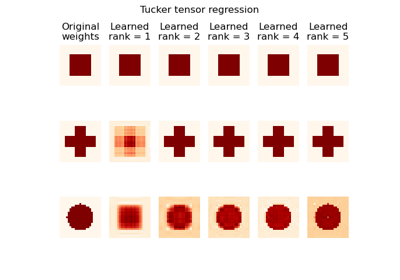 Tucker tensor regression
Original weights
Learned rank = 1
Learned rank = 2
Learned rank = 3
Learned rank = 4
Learned rank = 5